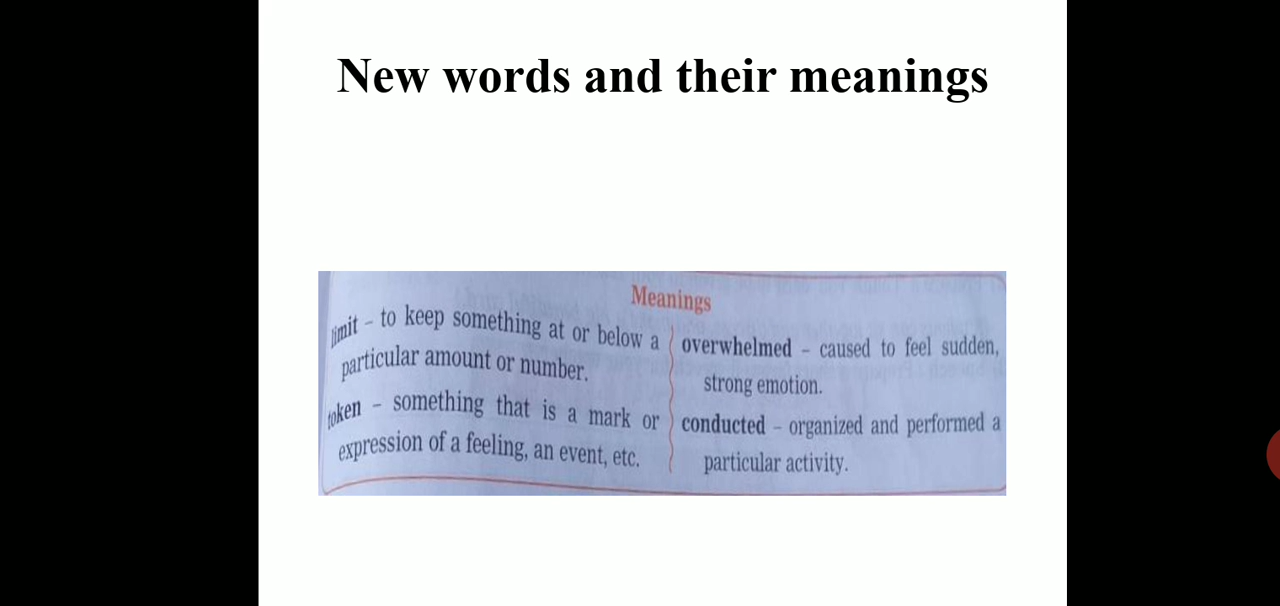 New words and their meanings
Meanings
limit – to keep something at or below a
particular amount or number.
token – something that is a mark or
expression of a feeling, an event, etc.
overwhelmed – caused to feel sudden,
strong emotion.
conducted – organized and performed a
particular activity.